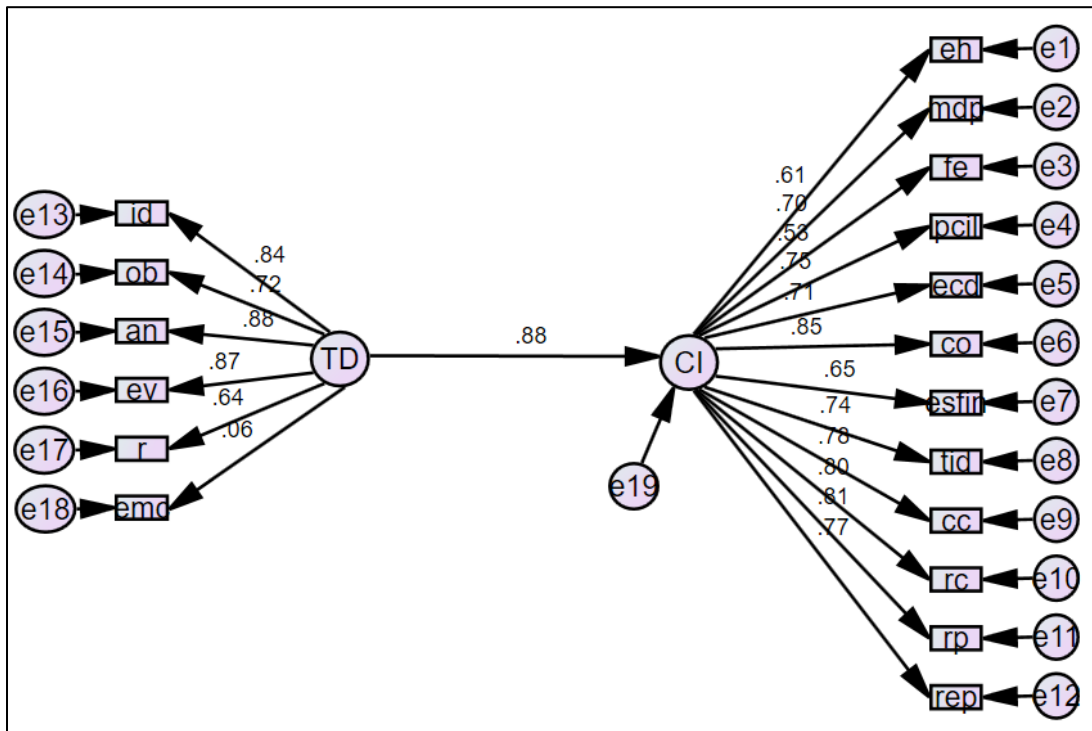 eh e1
mdp e2
fe e3
pcil e4
ecd e5
co e6
esfin e7
tid e8
cc e9
rc e10
rp e11
rep e12
.61
.70
.53
.75
.71
.85
.65
.74
.78
.80
.81
.77
e13 id
e14 ob
e15 an
e16 ev
e17 r
e18 emo
.84
.72
.88
.87
.64
.06
TD
.88
CI
e19